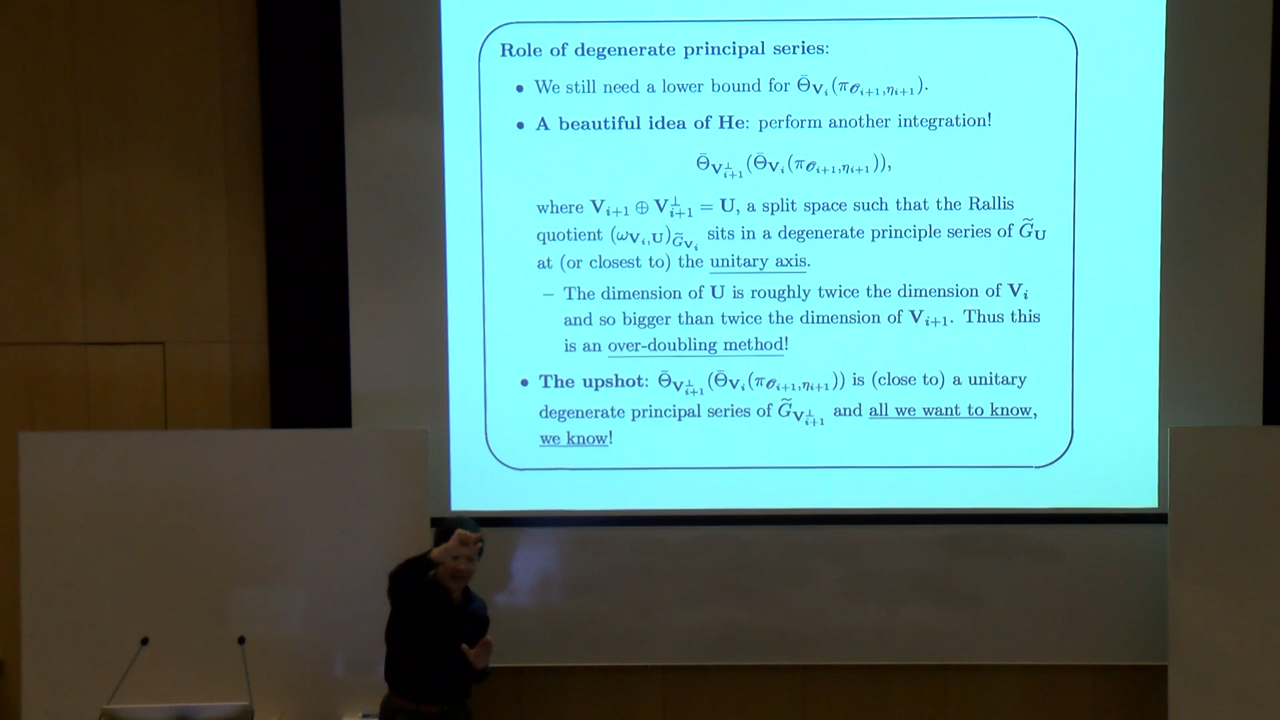 Role of degenerate principal series:
• We still need a lower bound for Θ̄_{V_i}(π_{𝒪_{i+1},η_{i+1}}).
• A beautiful idea of He: perform another integration!
Θ̄_{V_{i+1}^⊥}(Θ̄_{V_i}(π_{𝒪_{i+1},η_{i+1}})),
where V_{i+1} ⊕ V_{i+1}^⊥ = U, a split space such that the Rallis
quotient (ω_{V_i,U})_{G̃_{V_i}} sits in a degenerate principle series of G̃_U
at (or closest to) the unitary axis.
– The dimension of U is roughly twice the dimension of V_i
and so bigger than twice the dimension of V_{i+1}. Thus this
is an over-doubling method!
• The upshot: Θ̄_{V_{i+1}^⊥}(Θ̄_{V_i}(π_{𝒪_{i+1},η_{i+1}})) is (close to) a unitary
degenerate principal series of G̃_{V_{i+1}^⊥} and all we want to know,
we know!